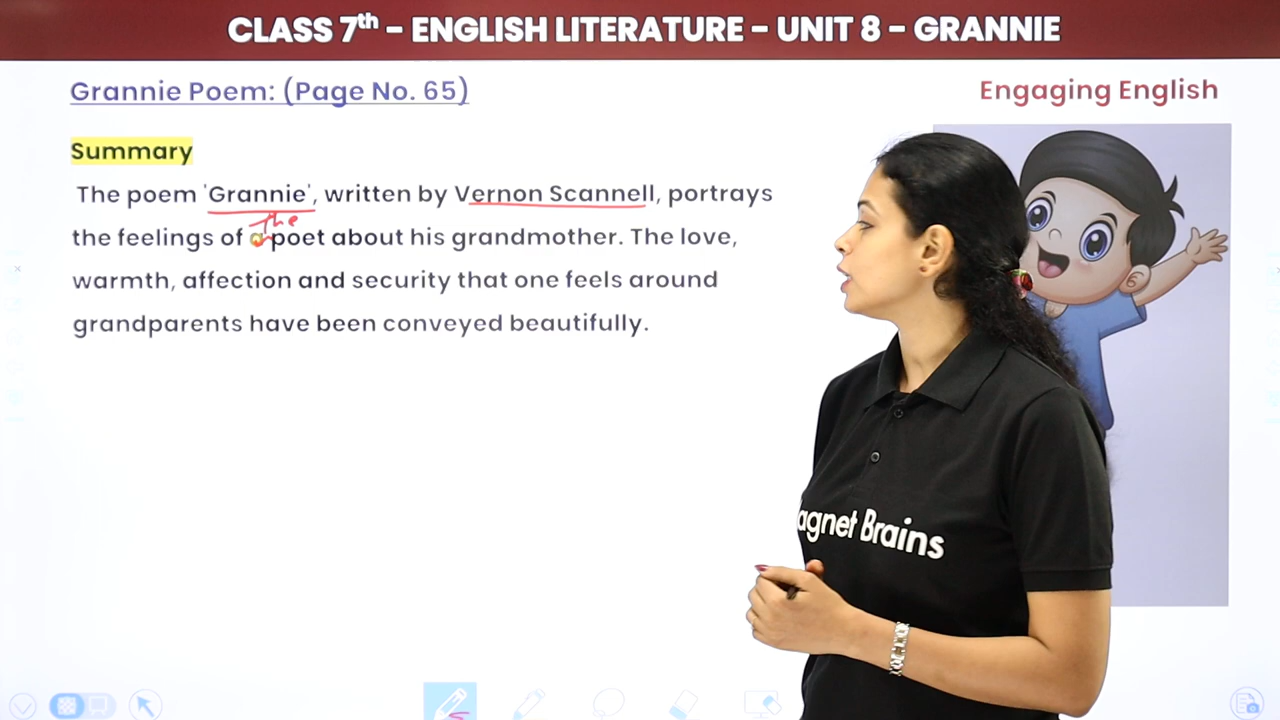 CLASS 7th - ENGLISH LITERATURE - UNIT 8 - GRANNIE
Grannie Poem: (Page No. 65)
Engaging English
Summary
The poem 'Grannie', written by Vernon Scannell, portrays
The
the feelings of a poet about his grandmother. The love,
warmth, affection and security that one feels around
grandparents have been conveyed beautifully.
agnet Brains